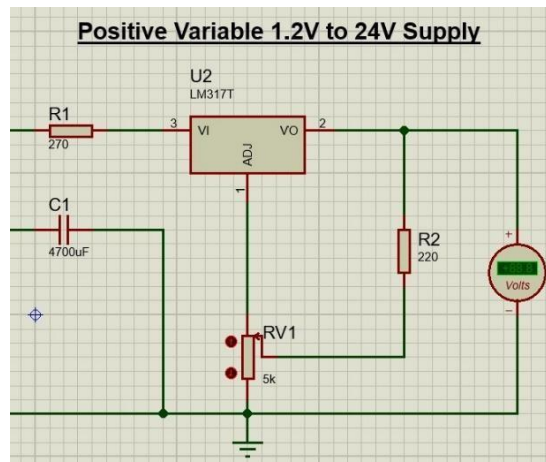 Positive Variable 1.2V to 24V Supply
U2
LM317T
R1
270
3
VI
VO
2
ADJ
1
C1
4700uF
R2
220
+
Volts
RV1
5k